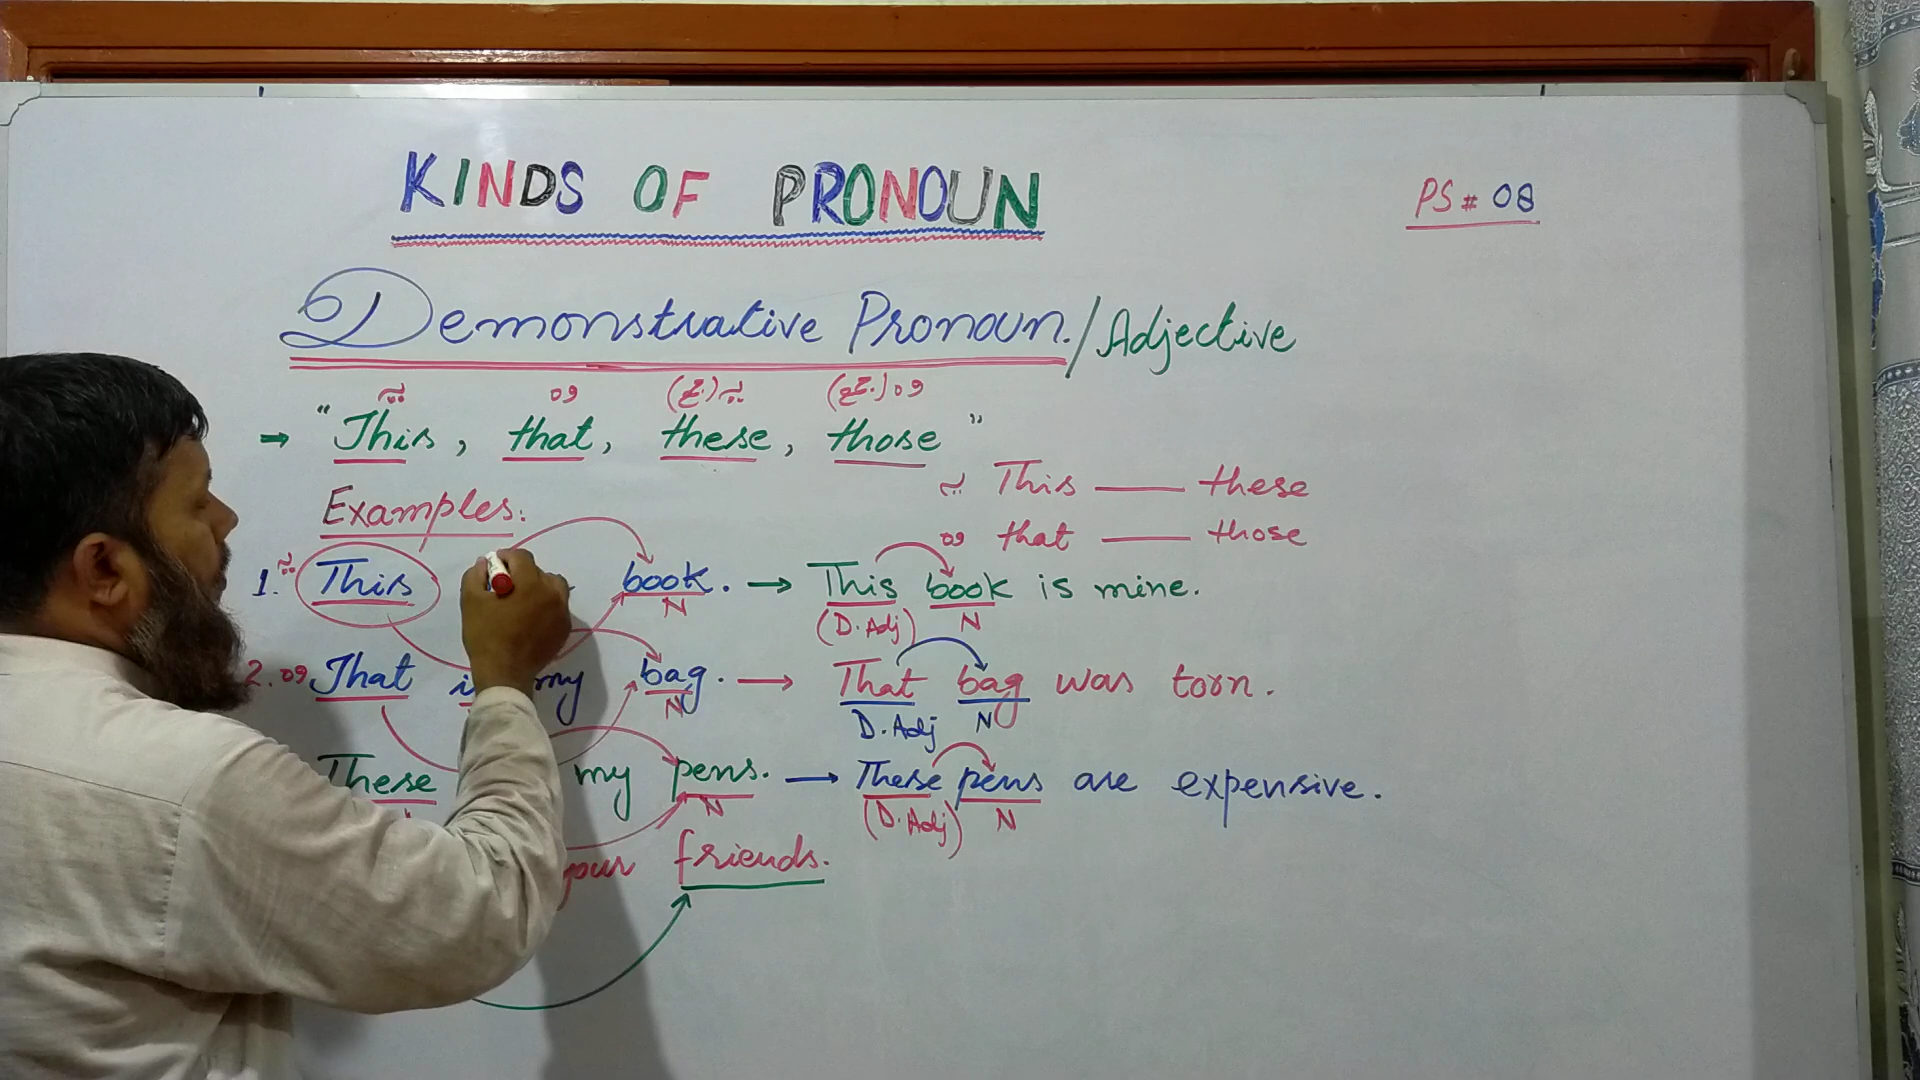 KINDS OF PRONOUN
PS # 08
Demonstrative Pronoun./Adjective
یہ وہ یہ (جمع) وہ (جمع)
→ "This, that, these, those"
یہ This —— these
وہ that —— those
Examples:
1. یہ This book. → This book is mine.
N (D.Adj) N
2. وہ That my bag. → That bag was torn.
N D.Adj N
These my pens. → These pens are expensive.
N (D.Adj) N
your friends.